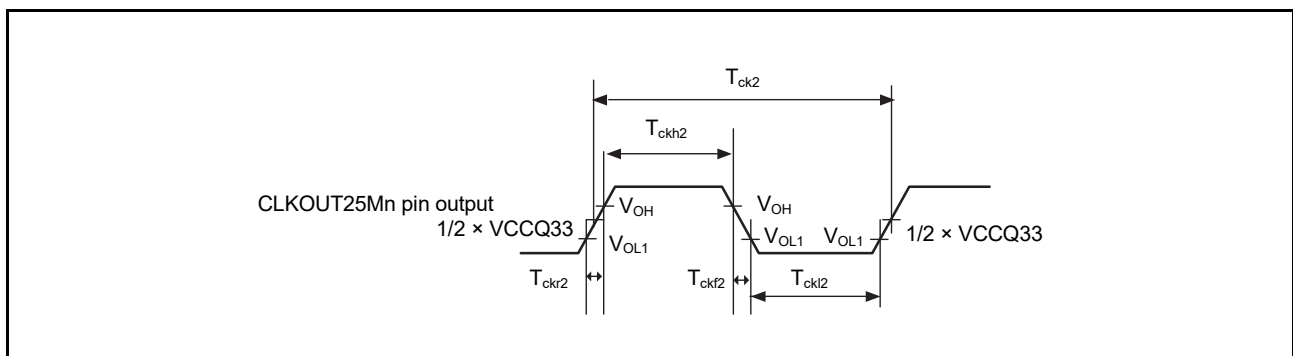 Tck2
Tckh2
CLKOUT25Mn pin output
VOH
VOH
1/2 × VCCQ33
VOL1
VOL1
VOL1
1/2 × VCCQ33
Tckr2
Tckf2
Tckl2